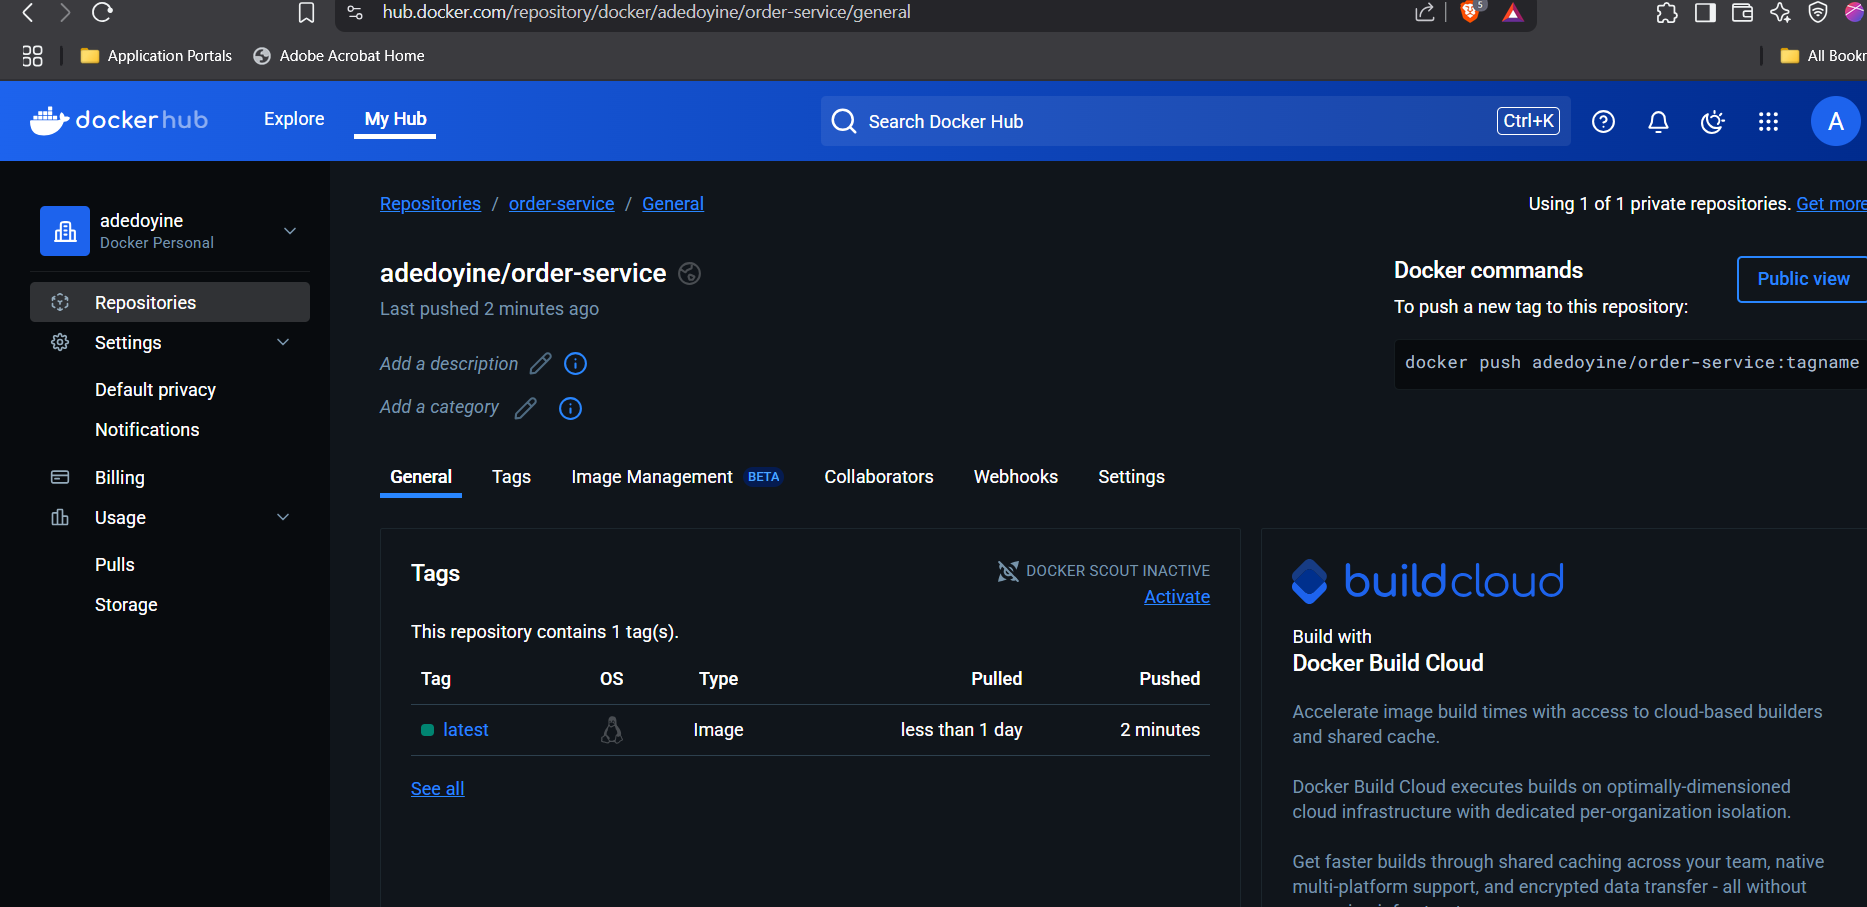 hub.docker.com/repository/docker/adedoyine/order-service/general
5
Application Portals
Adobe Acrobat Home
All Bookr
dockerhub
Explore
My Hub
Search Docker Hub
Ctrl+K
A
adedoyine
Docker Personal
Repositories
Settings
Default privacy
Notifications
Billing
Usage
Pulls
Storage
Repositories / order-service / General
Using 1 of 1 private repositories. Get more
adedoyine/order-service
Last pushed 2 minutes ago
Add a description
Add a category
Docker commands
Public view
To push a new tag to this repository:
docker push adedoyine/order-service:tagname
General
Tags
Image Management BETA
Collaborators
Webhooks
Settings
Tags
DOCKER SCOUT INACTIVE
Activate
This repository contains 1 tag(s).
Tag OS Type Pulled Pushed
latest Image less than 1 day 2 minutes
See all
buildcloud
Build with
Docker Build Cloud
Accelerate image build times with access to cloud-based builders
and shared cache.
Docker Build Cloud executes builds on optimally-dimensioned
cloud infrastructure with dedicated per-organization isolation.
Get faster builds through shared caching across your team, native
multi-platform support, and encrypted data transfer - all without